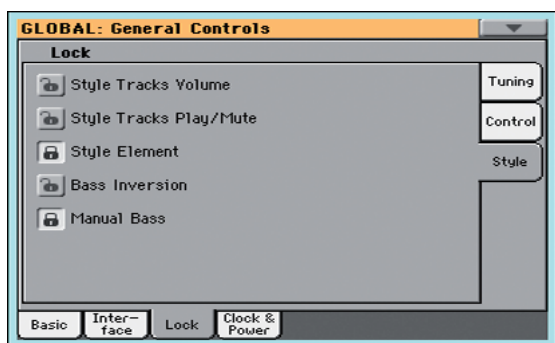 GLOBAL: General Controls
Lock
Style Tracks Volume
Style Tracks Play/Mute
Style Element
Bass Inversion
Manual Bass
Tuning
Control
Style
Basic
Inter-
face
Lock
Clock &
Power